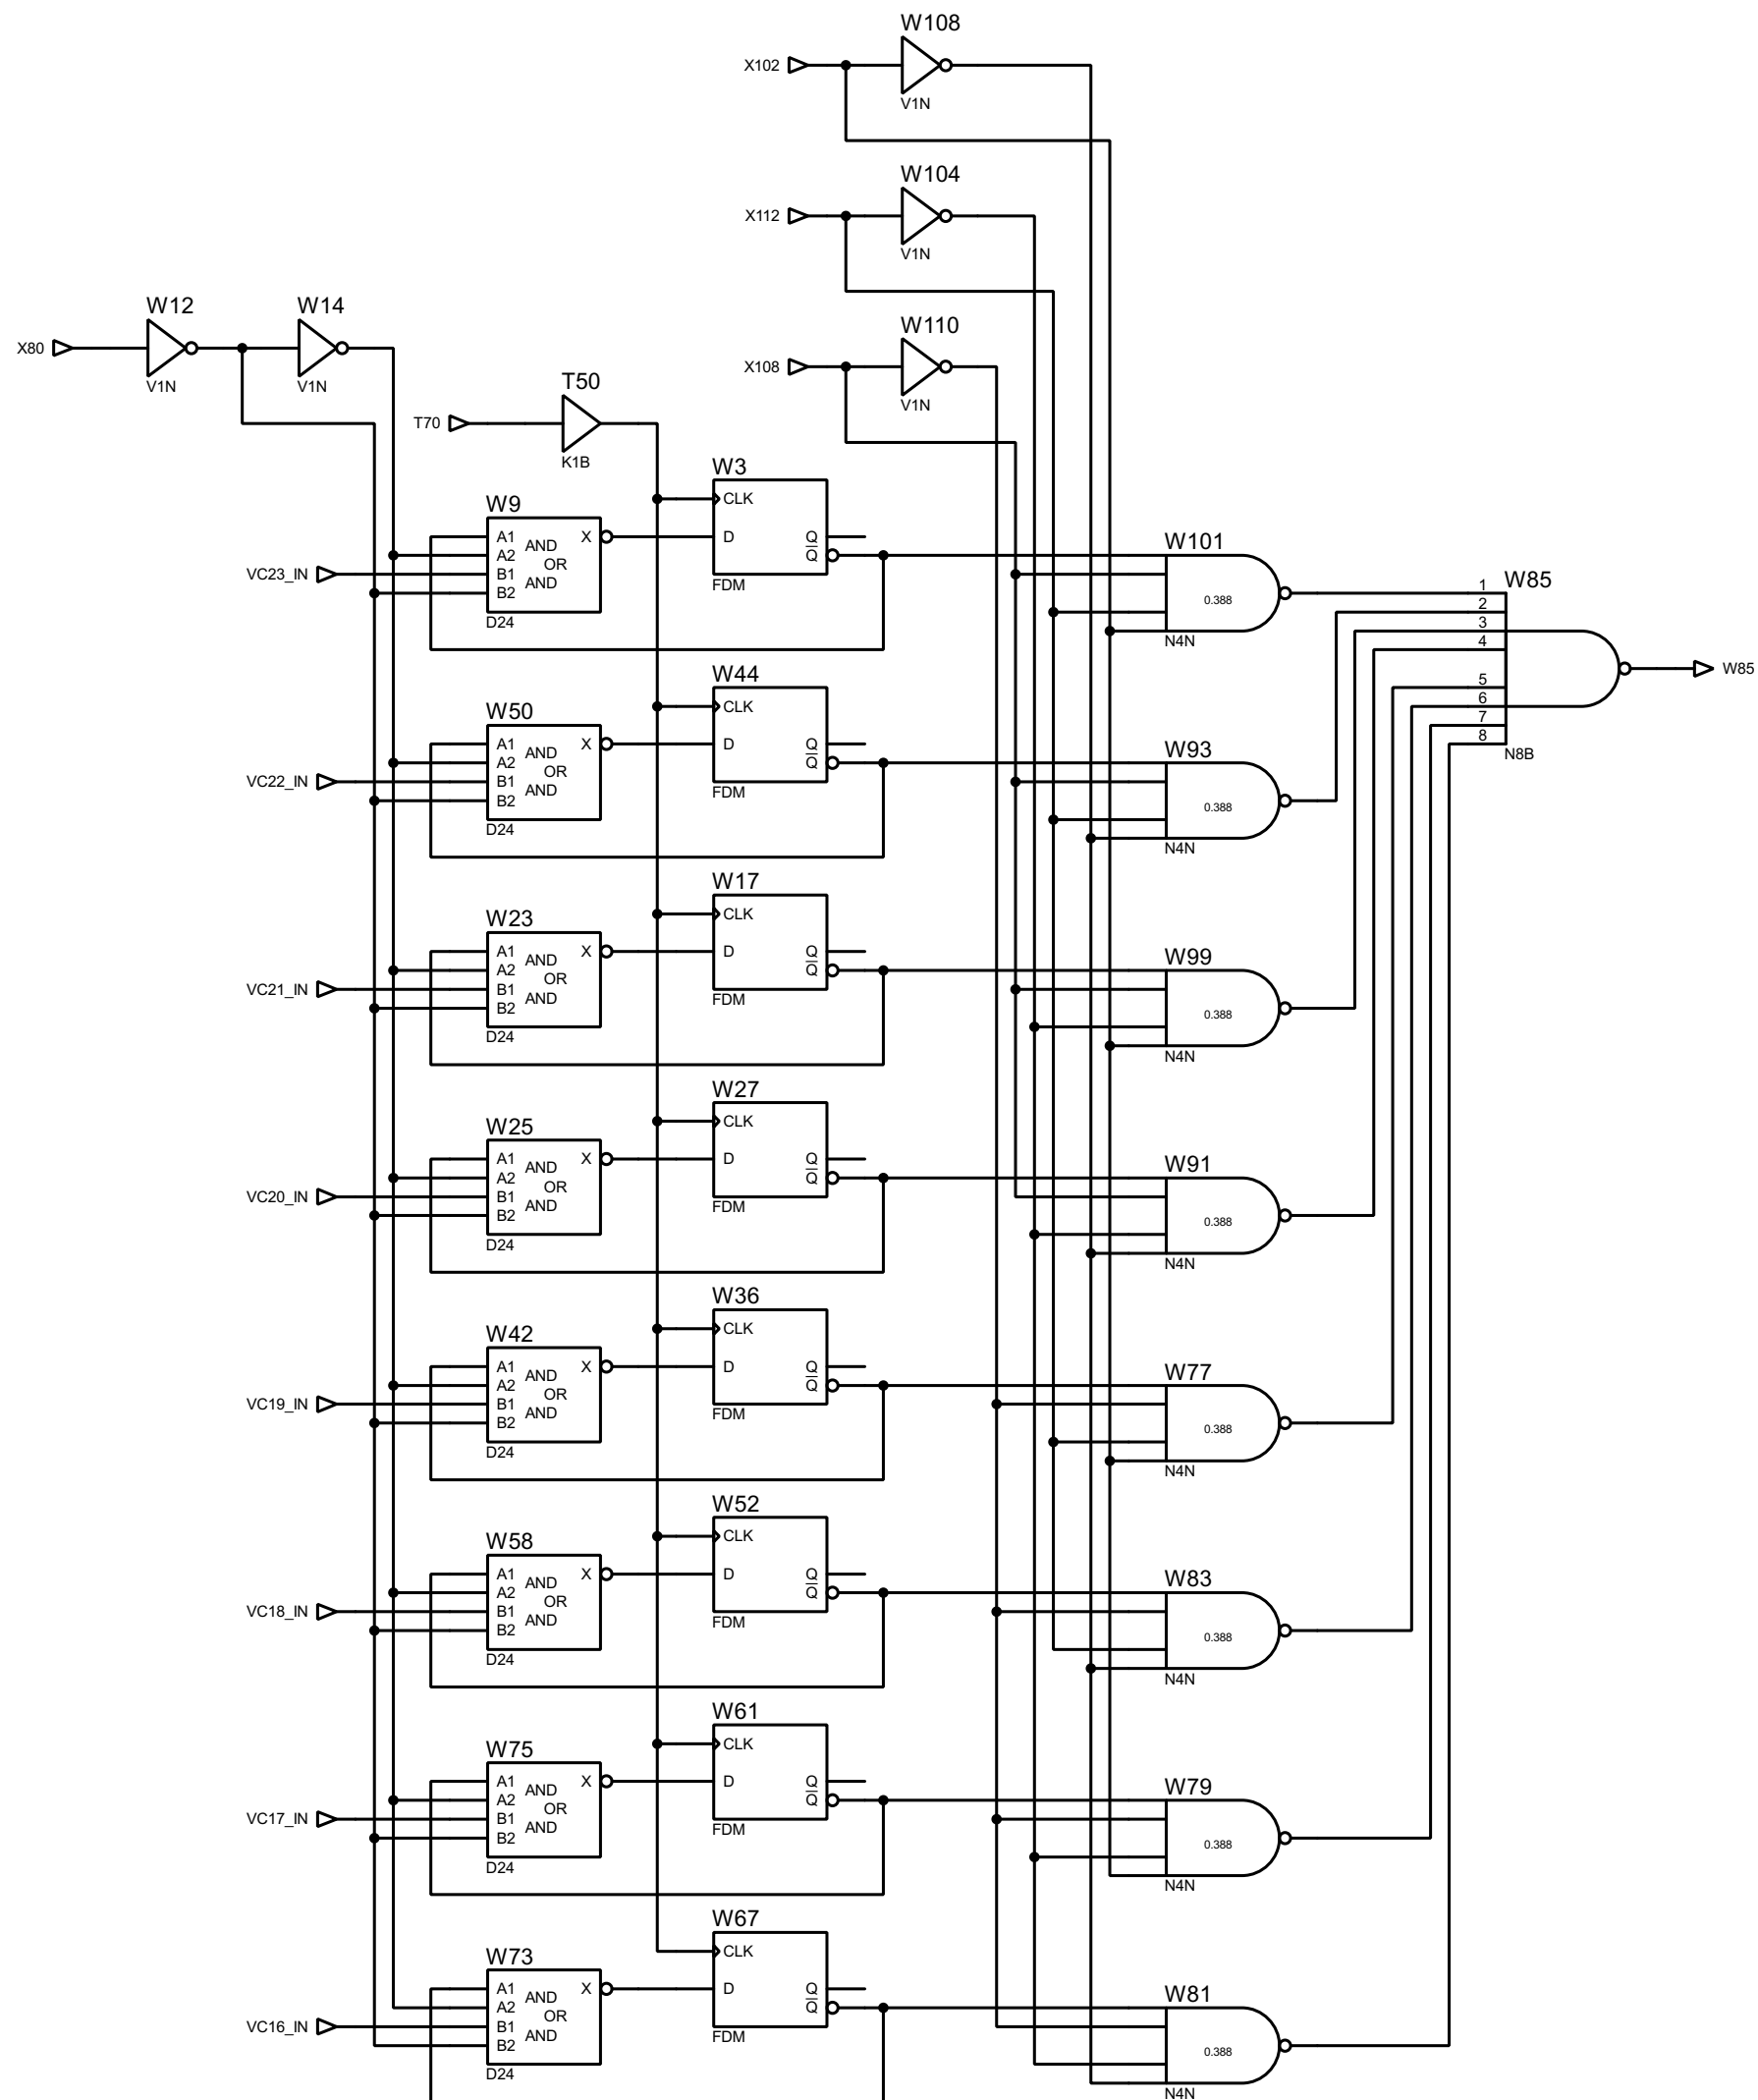 W108
X102
V1N
W104
X112
V1N
W12 W14
X80
V1N V1N
W110
X108
V1N
T50
T70
K1B
W3
CLK
D Q
Q
FDM
W9
A1 AND X
A2 OR
VC23_IN B1 AND
B2
D24
W101
0.388
N4N
W85
1
2
3
4
5
6
7
8
N8B
W85
W44
CLK
D Q
Q
FDM
W50
A1 AND X
A2 OR
VC22_IN B1 AND
B2
D24
W93
0.388
N4N
W17
CLK
D Q
Q
FDM
W23
A1 AND X
A2 OR
VC21_IN B1 AND
B2
D24
W99
0.388
N4N
W27
CLK
D Q
Q
FDM
W25
A1 AND X
A2 OR
VC20_IN B1 AND
B2
D24
W91
0.388
N4N
W36
CLK
D Q
Q
FDM
W42
A1 AND X
A2 OR
VC19_IN B1 AND
B2
D24
W77
0.388
N4N
W52
CLK
D Q
Q
FDM
W58
A1 AND X
A2 OR
VC18_IN B1 AND
B2
D24
W83
0.388
N4N
W61
CLK
D Q
Q
FDM
W75
A1 AND X
A2 OR
VC17_IN B1 AND
B2
D24
W79
0.388
N4N
W67
CLK
D Q
Q
FDM
W73
A1 AND X
A2 OR
VC16_IN B1 AND
B2
D24
W81
0.388
N4N